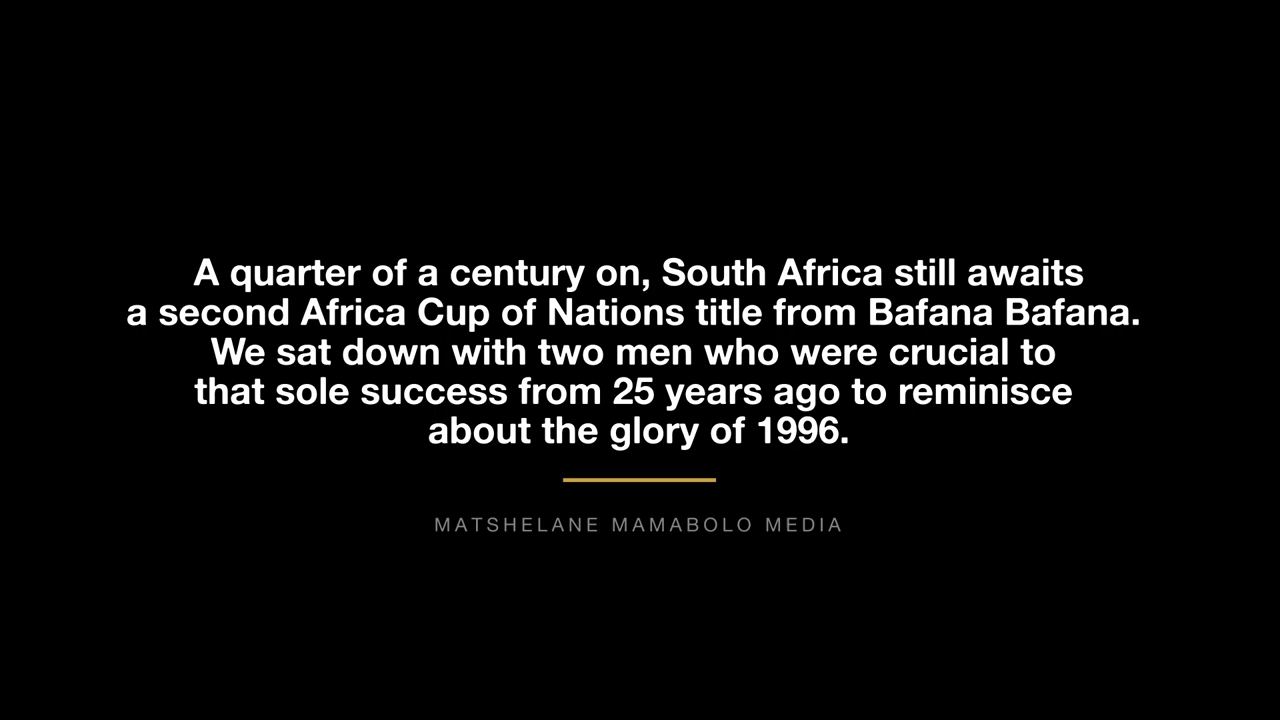 A quarter of a century on, South Africa still awaits
a second Africa Cup of Nations title from Bafana Bafana.
We sat down with two men who were crucial to
that sole success from 25 years ago to reminisce
about the glory of 1996.
MATSHELANE MAMABOLO MEDIA